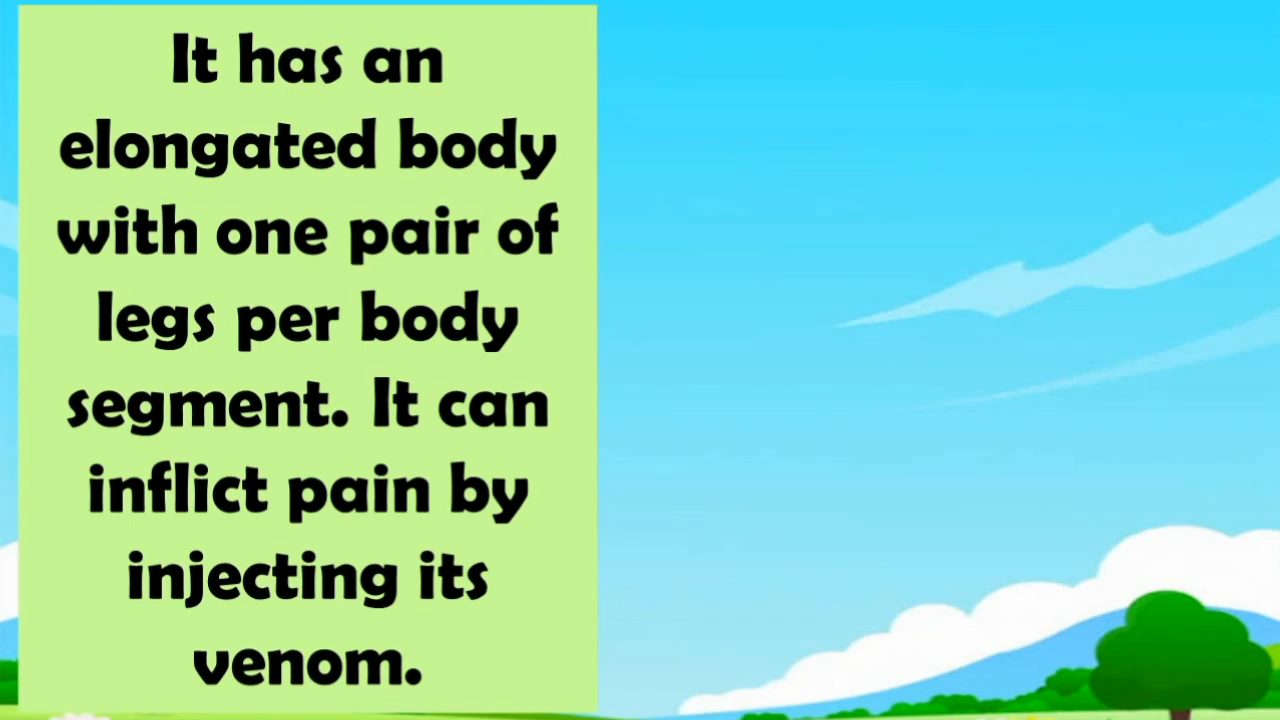 It has an
elongated body
with one pair of
legs per body
segment. It can
inflict pain by
injecting its
venom.